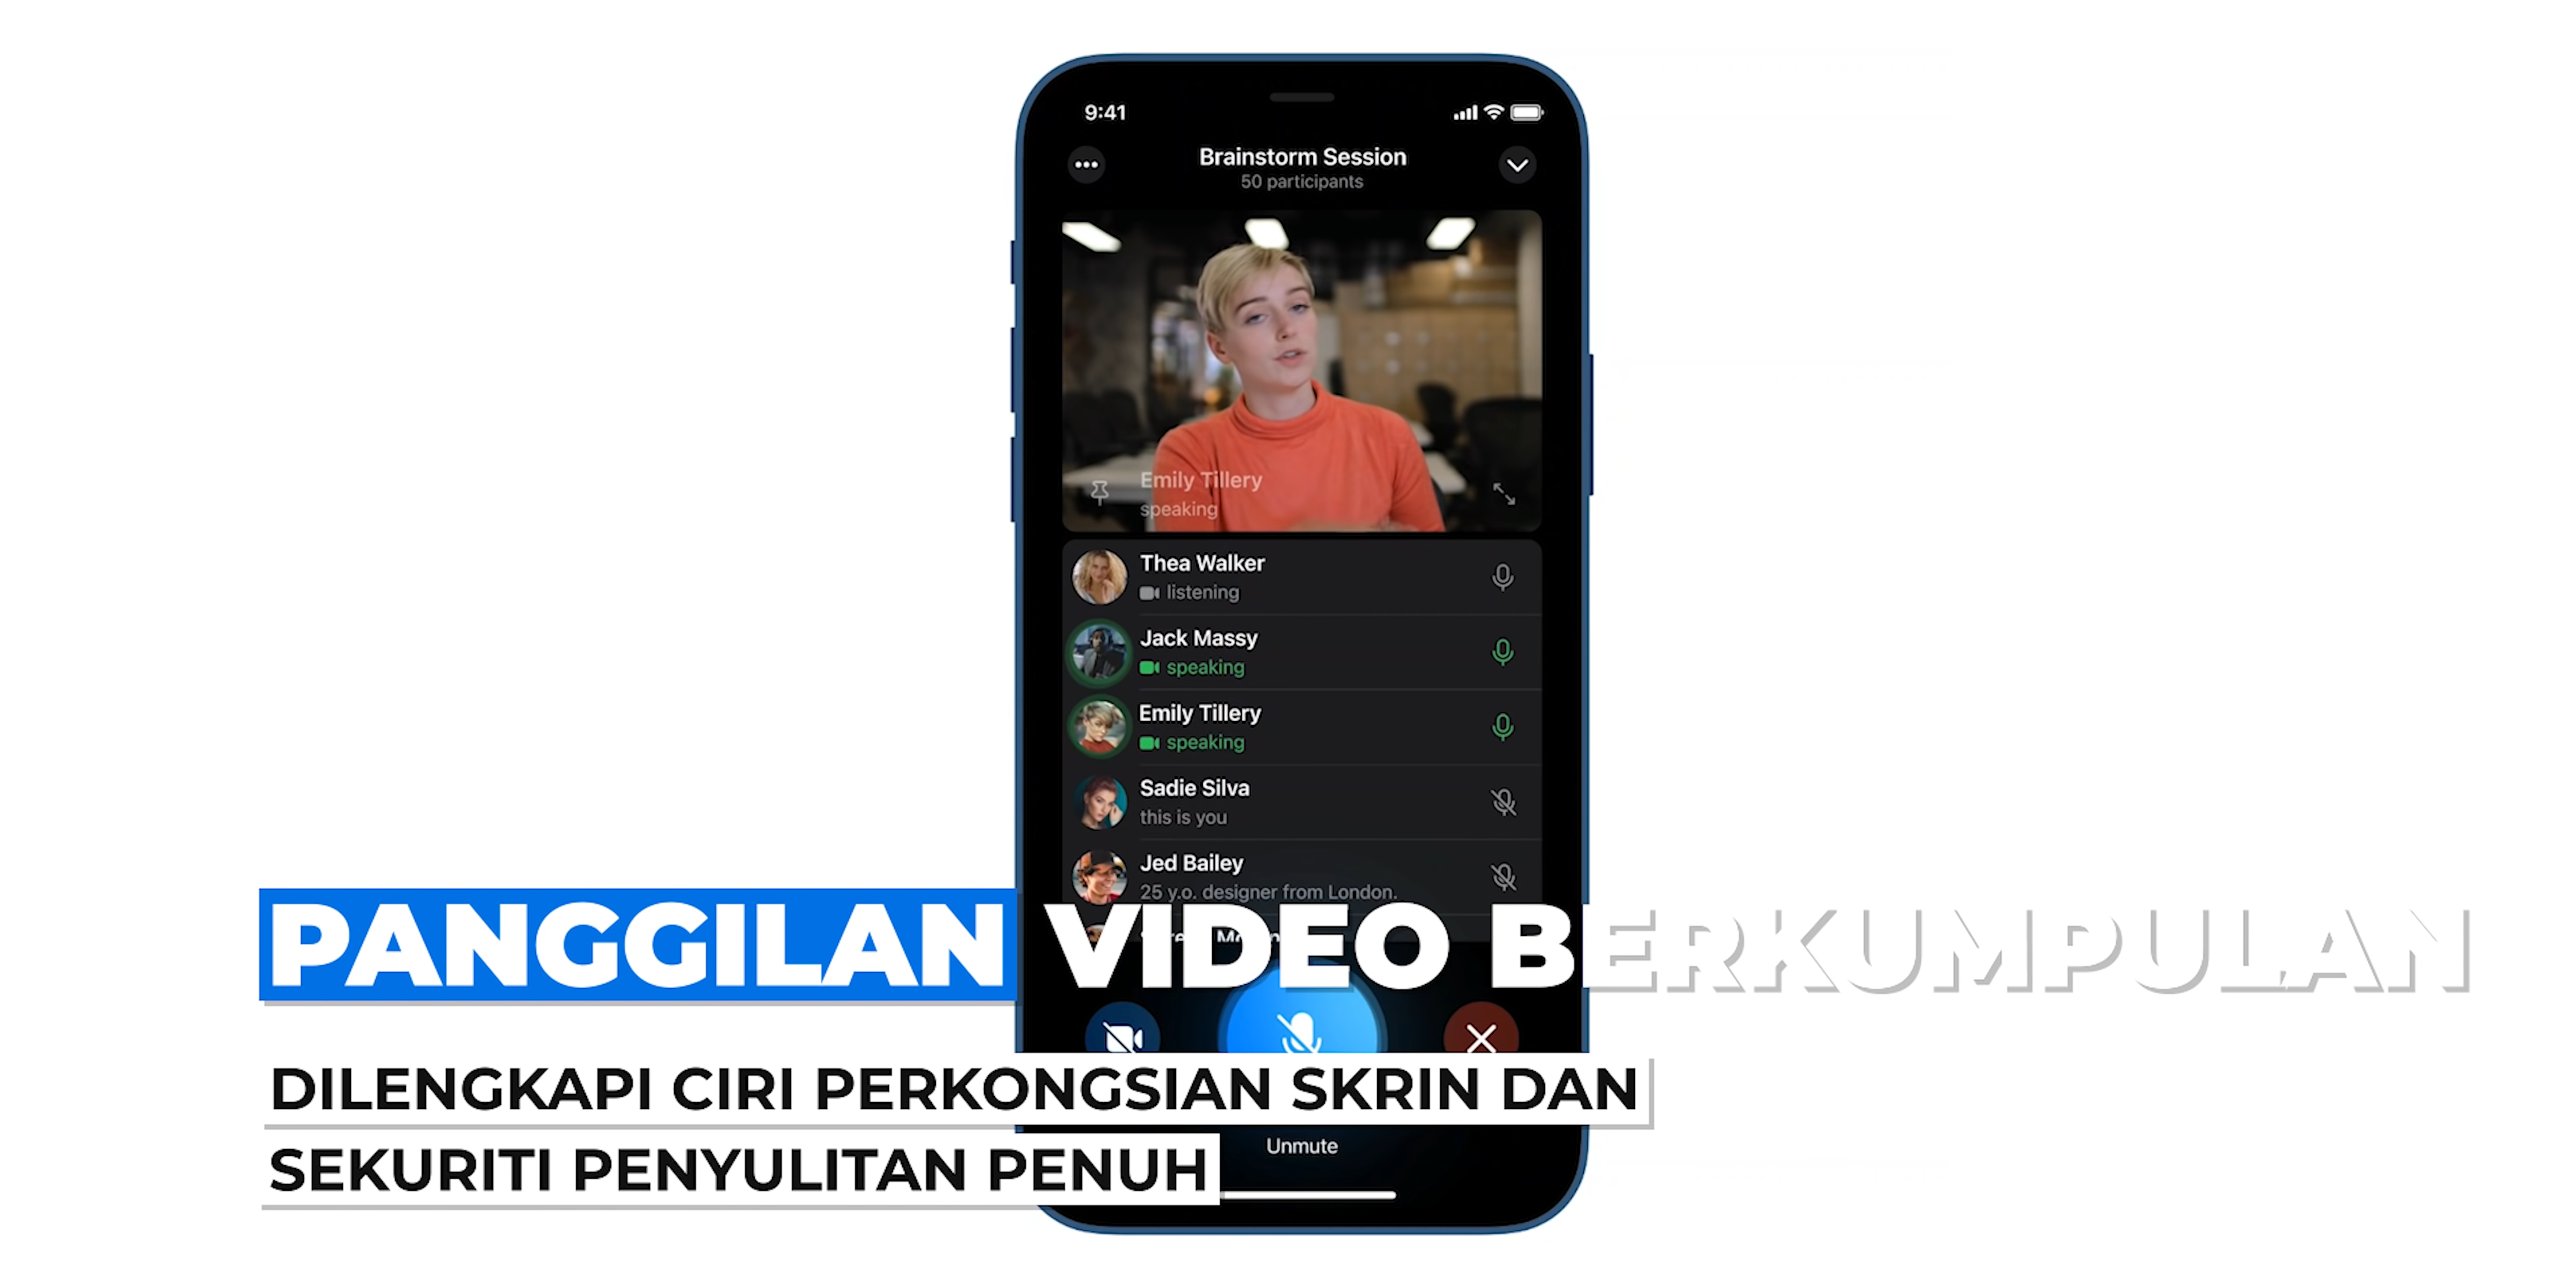 9:41
Brainstorm Session
50 participants
Emily Tillery
speaking
Thea Walker
listening
Jack Massy
speaking
Emily Tillery
speaking
Sadie Silva
this is you
Jed Bailey
25 y.o. designer from London.
PANGGILAN VIDEO BERKUMPULAN
DILENGKAPI CIRI PERKONGSIAN SKRIN DAN
Unmute
SEKURITI PENYULITAN PENUH